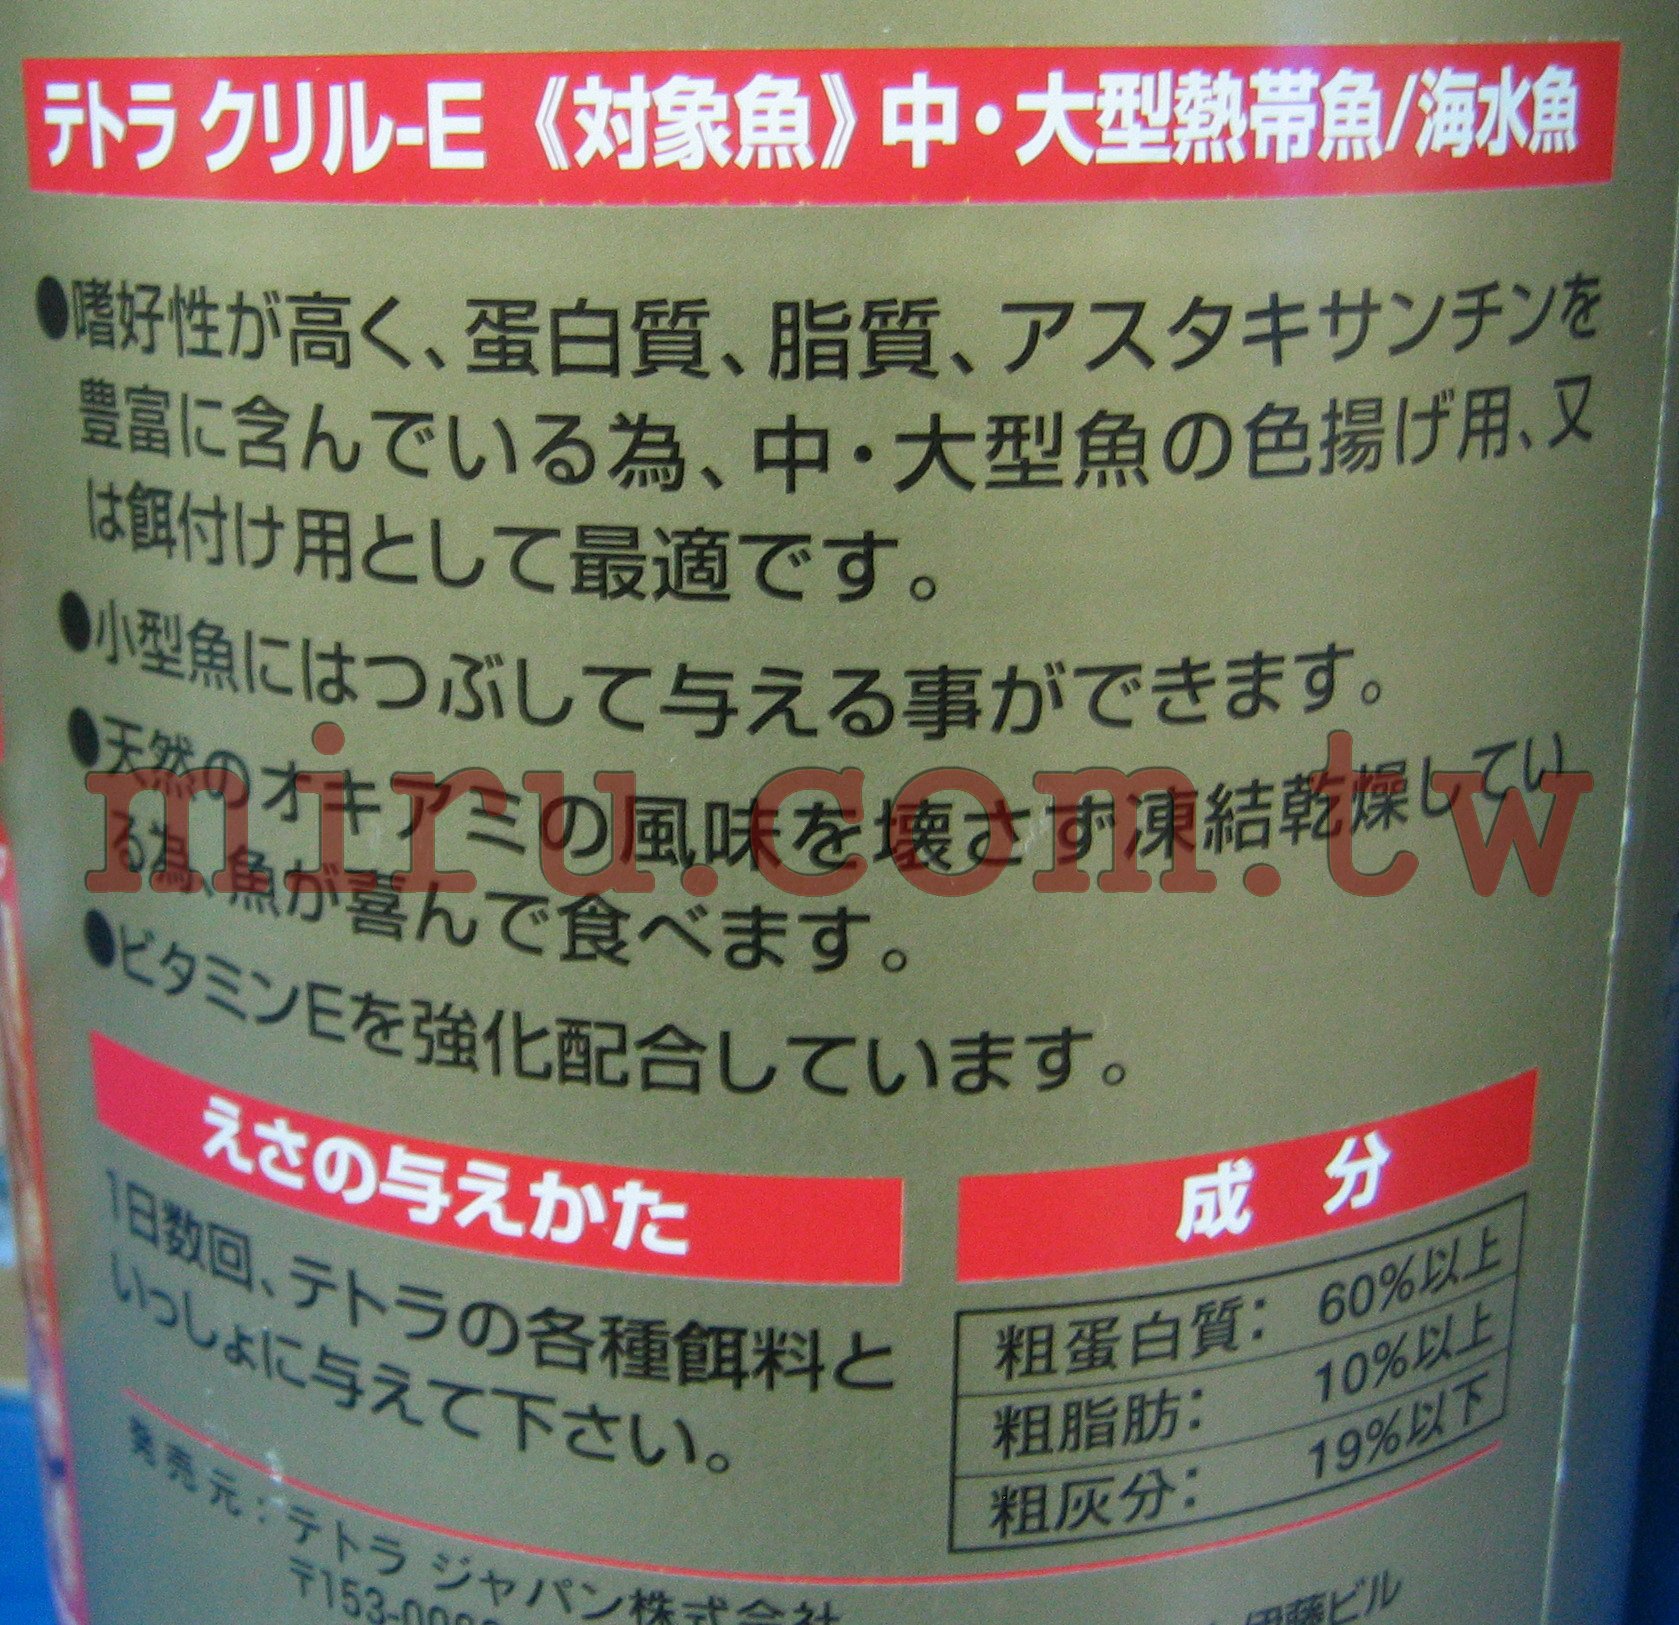 テトラ クリル-E 《対象魚》 中・大型熱帯魚/海水魚
●嗜好性が高く、蛋白質、脂質、アスタキサンチンを
豊富に含んでいる為、中・大型魚の色揚げ用、又
は餌付け用として最適です。
●小型魚にはつぶして与える事ができます。
●天然のオキアミの風味を壊さず凍結乾燥してい
る為、魚が喜んで食べます。
●ビタミンEを強化配合しています。
miru.com.tw
えさの与えかた
1日数回、テトラの各種餌料と
いっしょに与えて下さい。
成 分
粗蛋白質: 60%以上
粗脂肪: 10%以上
粗灰分: 19%以下
発売元:テトラ ジャパン株式会社
〒153-00
伊藤ビル